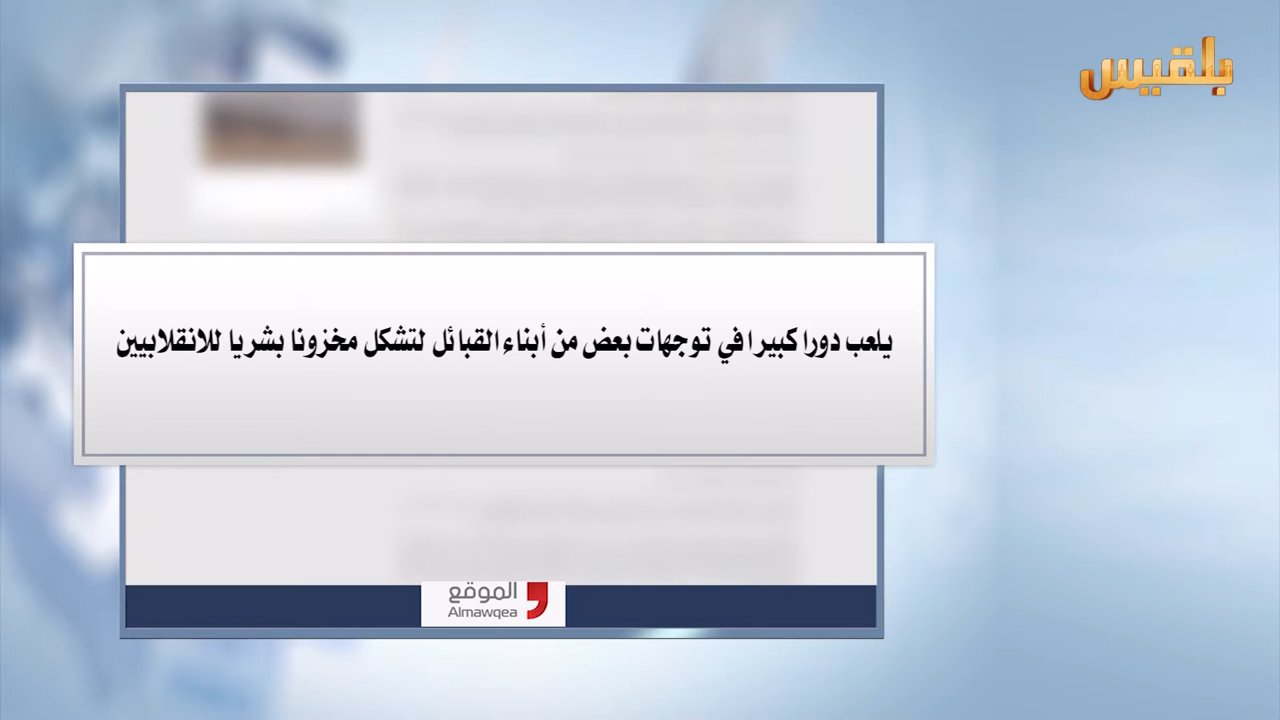 بلقيس
يلعب دورا كبيرا في توجهات بعض من أبناء القبائل لتشكل مخزونا بشريا للانقلابيين
الموقع
Almawqea